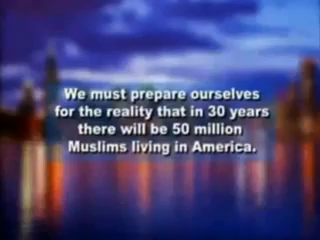 We must prepare ourselves
for the reality that in 30 years
there will be 50 million
Muslims living in America.